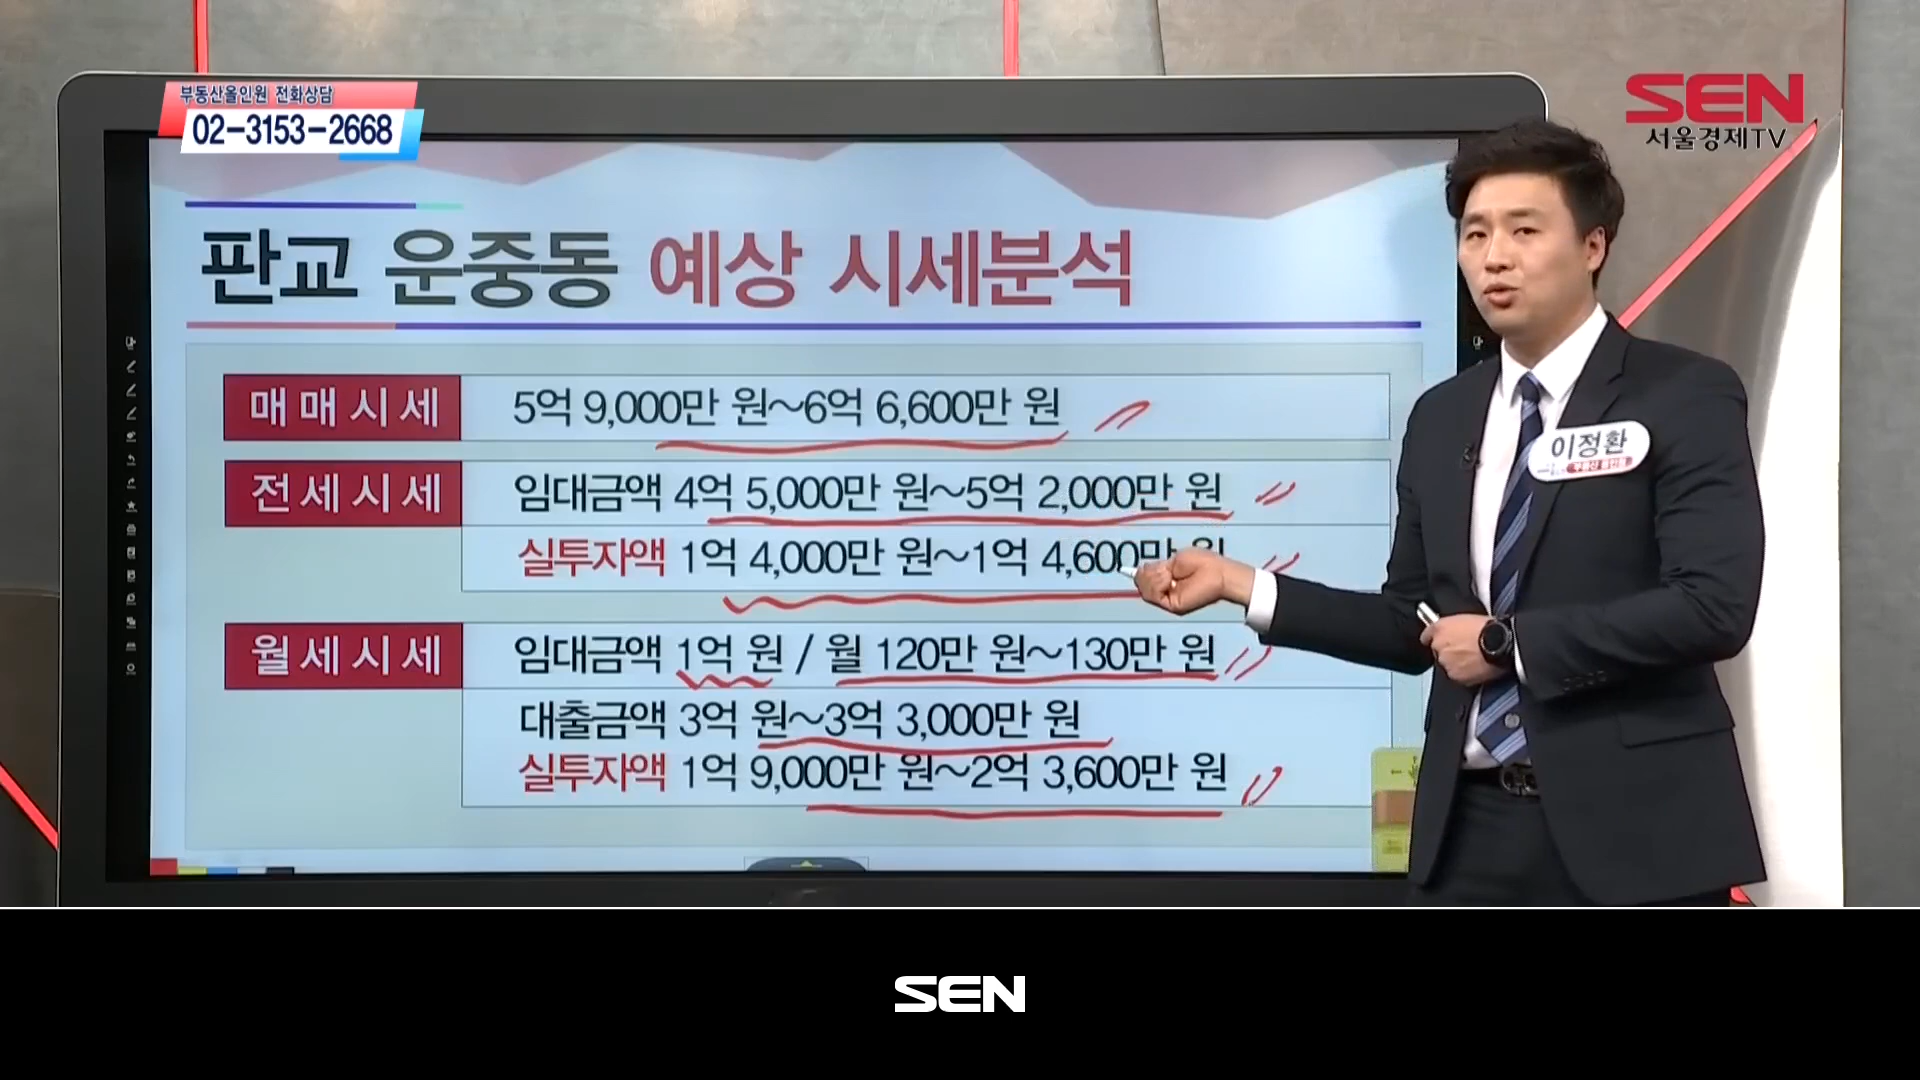 부동산올인원 전화상담
02-3153-2668
SEN
서울경제TV
판교 운중동 예상 시세분석
매매시세 5억 9,000만 원~6억 6,600만 원
전세시세 임대금액 4억 5,000만 원~5억 2,000만 원
실투자액 1억 4,000만 원~1억 4,600만 원
월세시세 임대금액 1억 원 / 월 120만 원~130만 원
대출금액 3억 원~3억 3,000만 원
실투자액 1억 9,000만 원~2억 3,600만 원
이정환
부동산 올인원
SEN